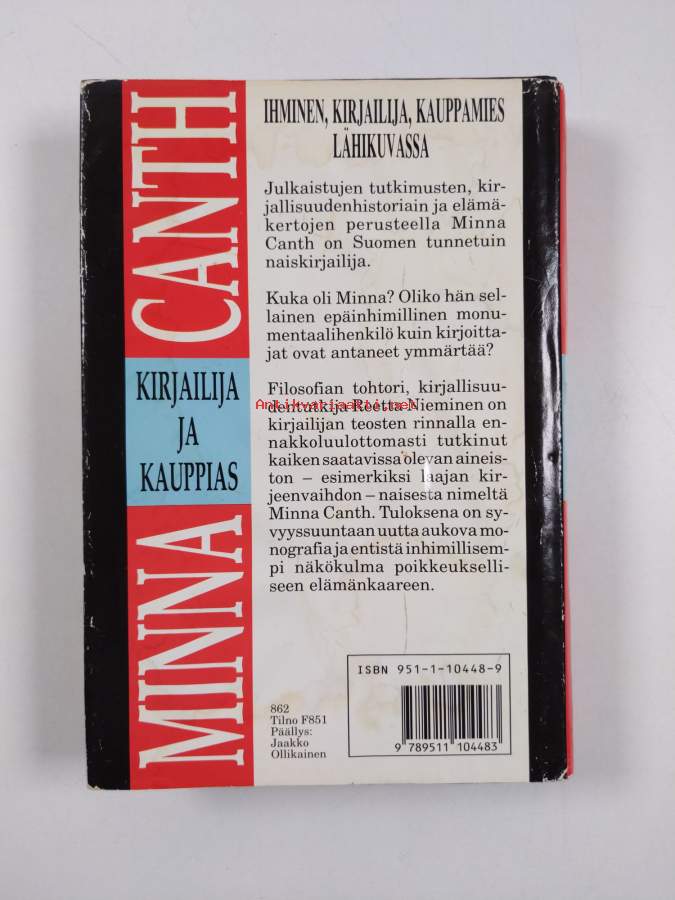 MINNA CANTH
KIRJAILIJA
JA
KAUPPIAS
IHMINEN, KIRJAILIJA, KAUPPAMIES
LÄHIKUVASSA
Julkaistujen tutkimusten, kir-
jallisuudenhistoriain ja elämä-
kertojen perusteella Minna
Canth on Suomen tunnetuin
naiskirjailija.
Kuka oli Minna? Oliko hän sel-
lainen epäinhimillinen monu-
mentaalihenkilö kuin kirjoitta-
jat ovat antaneet ymmärtää?
Filosofian tohtori, kirjallisuu-
dentutkija Reetta Nieminen on
kirjailijan teosten rinnalla en-
nakkoluulottomasti tutkinut
kaiken saatavissa olevan aineis-
ton – esimerkiksi laajan kir-
jeenvaihdon – naisesta nimeltä
Minna Canth. Tuloksena on sy-
vyyssuuntaan uutta aukova mo-
nografia ja entistä inhimillisem-
pi näkökulma poikkeukselli-
seen elämänkaareen.
Antikvariaatti.net
862
Tilno F851
Päällys:
Jaakko
Ollikainen
ISBN 951-1-10448-9
9 789511 104483